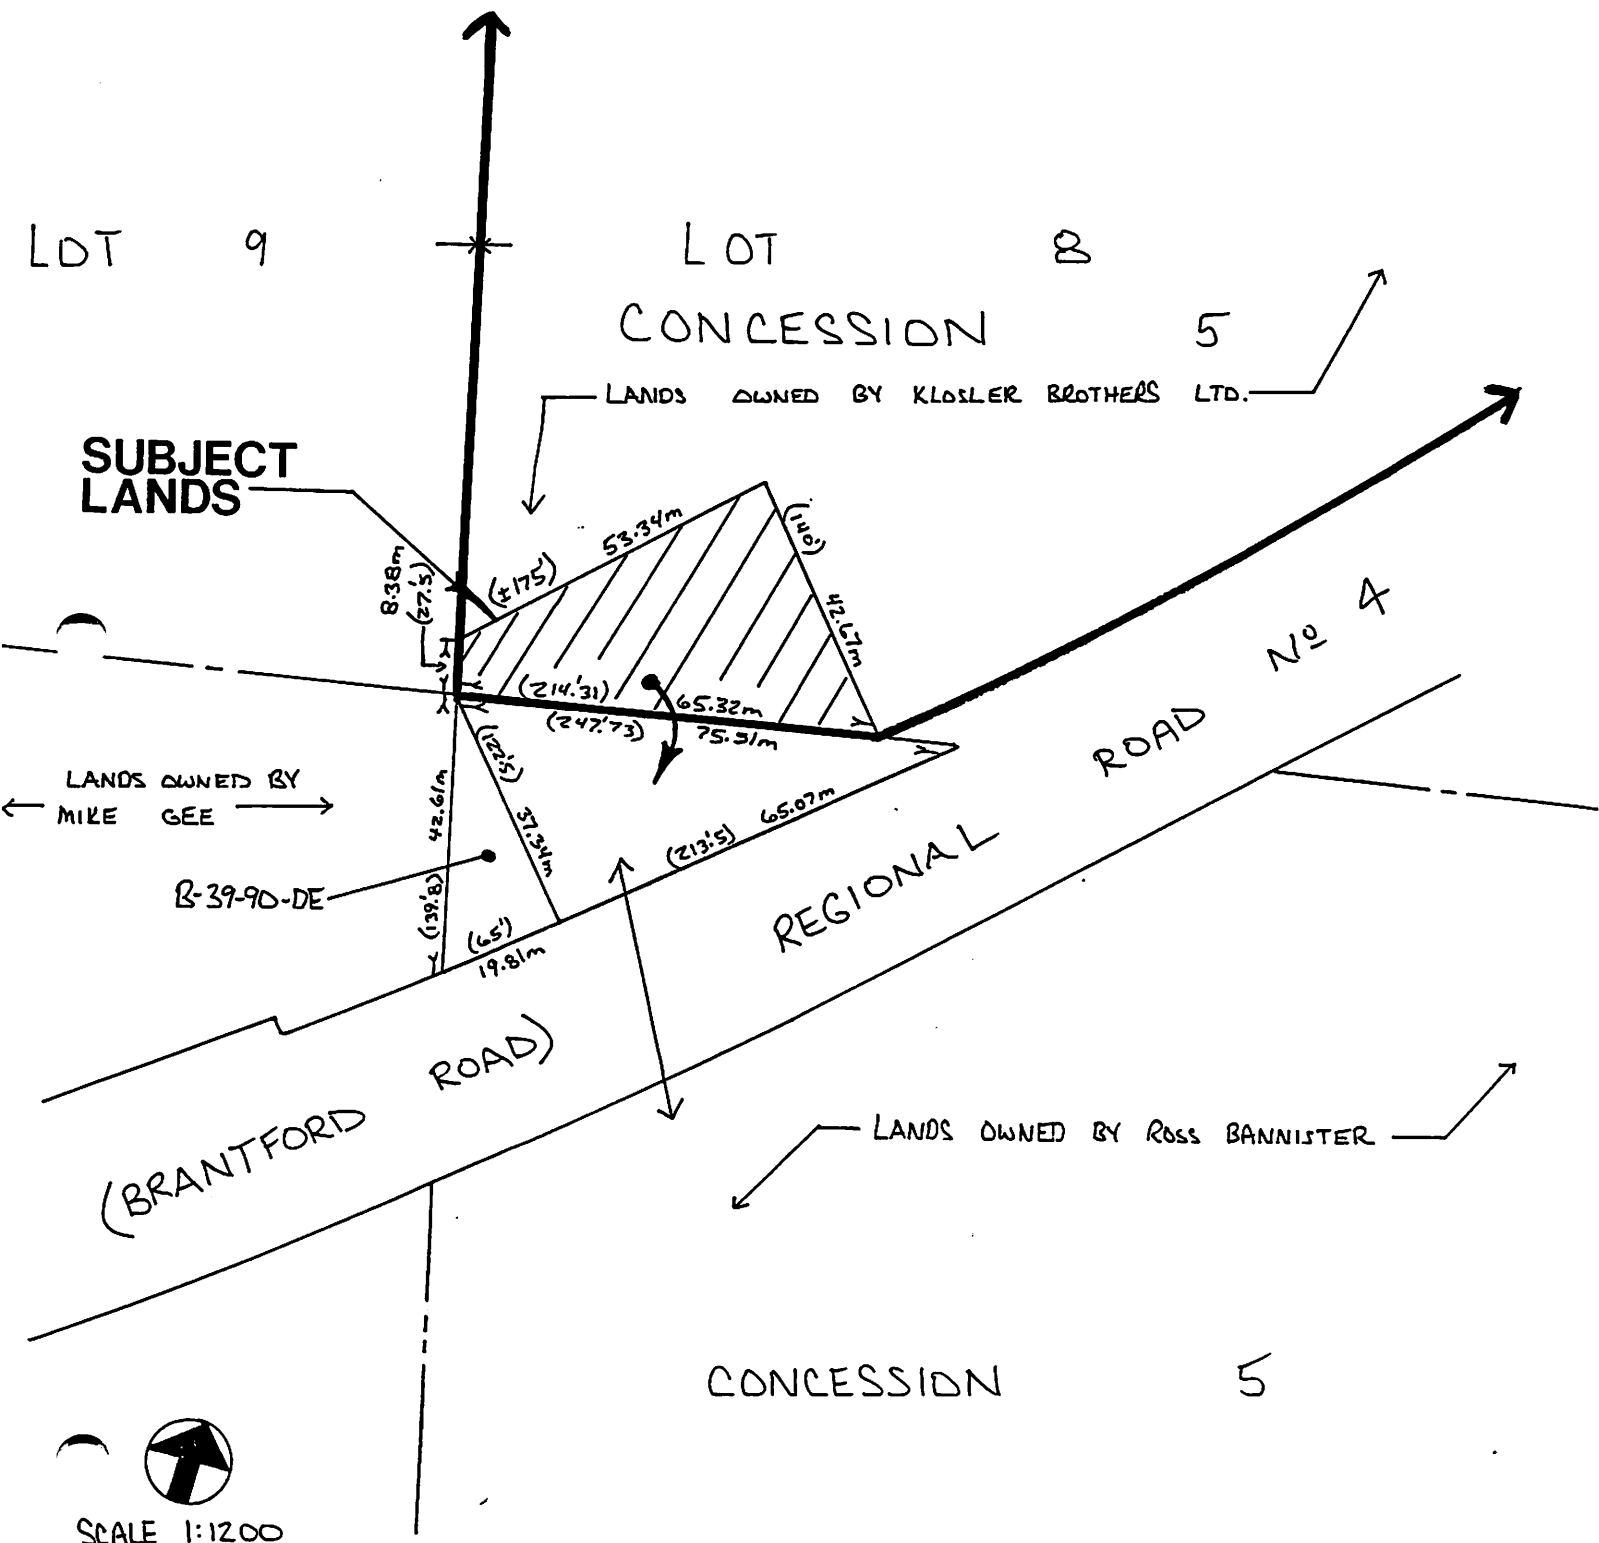 LOT 9
LOT 8
CONCESSION 5
LANDS OWNED BY KLOSLER BROTHERS LTD.
SUBJECT
LANDS
8.38m
(27.'5)
(±175')
53.34m
(140')
42.67m
(214.'31)
65.32m
(247.'73)
75.51m
(122'5)
37.34m
LANDS OWNED BY
MIKE GEE
42.61m
(139.'8)
B-39-90-DE
(213'5)
65.07m
(65')
19.81m
REGIONAL ROAD Nº 4
(BRANTFORD ROAD)
LANDS OWNED BY ROSS BANNISTER
CONCESSION 5
SCALE 1:1200